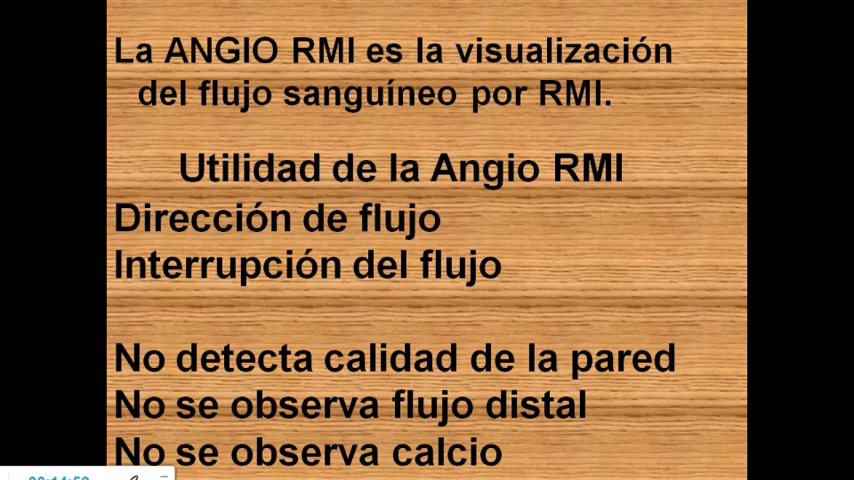 La ANGIO RMI es la visualización
del flujo sanguíneo por RMI.
Utilidad de la Angio RMI
Dirección de flujo
Interrupción del flujo
No detecta calidad de la pared
No se observa flujo distal
No se observa calcio